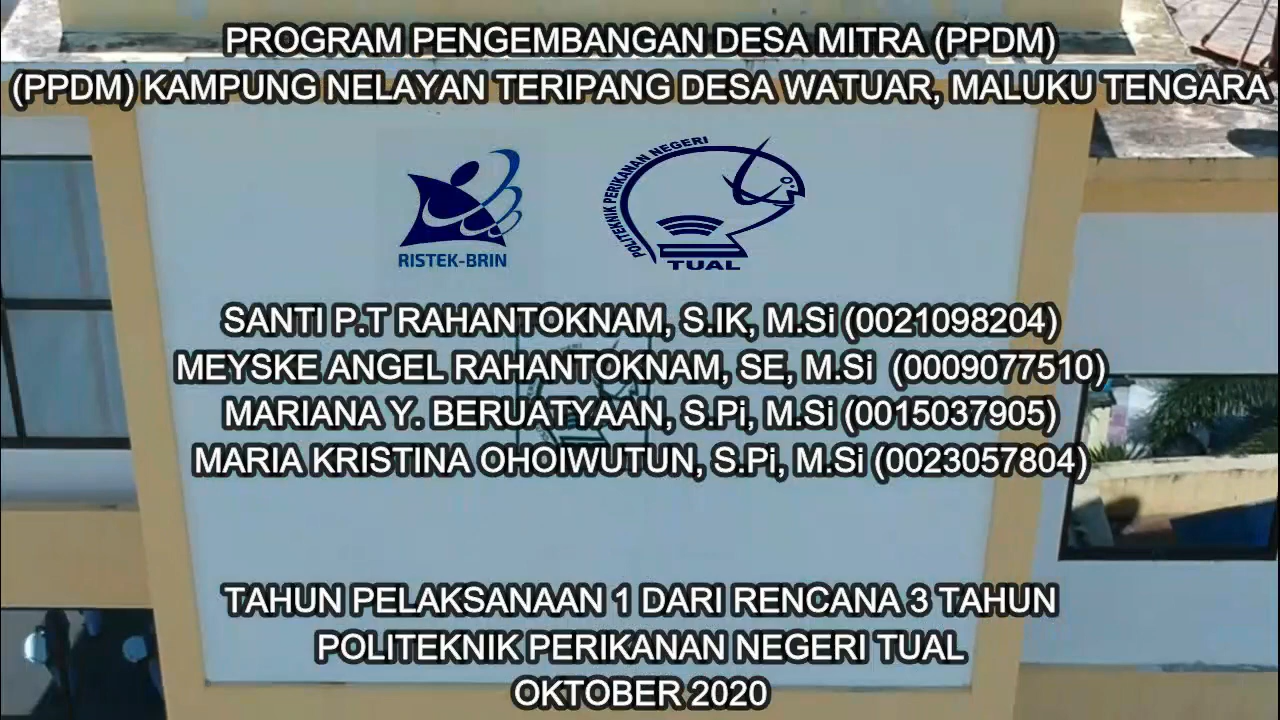 PROGRAM PENGEMBANGAN DESA MITRA (PPDM)
(PPDM) KAMPUNG NELAYAN TERIPANG DESA WATUAR, MALUKU TENGARA
RISTEK-BRIN
POLITEKNIK PERIKANAN NEGERI
TUAL
SANTI P.T RAHANTOKNAM, S.IK, M.Si (0021098204)
MEYSKE ANGEL RAHANTOKNAM, SE, M.Si (0009077510)
MARIANA Y. BERUATYAAN, S.Pi, M.Si (0015037905)
MARIA KRISTINA OHOIWUTUN, S.Pi, M.Si (0023057804)
TAHUN PELAKSANAAN 1 DARI RENCANA 3 TAHUN
POLITEKNIK PERIKANAN NEGERI TUAL
OKTOBER 2020